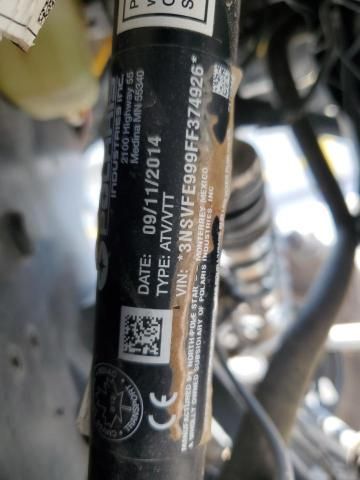 POLARIS
INDUSTRIES INC.
2100 Highway 55
Medina MN 55340
DATE: 09/11/2014
TYPE: ATV/VTT
VIN: *3NSVFE999FF374926*
MANUFACTURED BY NORTH POLE STAR MONTERREY MEXICO
A WHOLLY OWNED SUBSIDIARY OF POLARIS INDUSTRIES, INC
CE